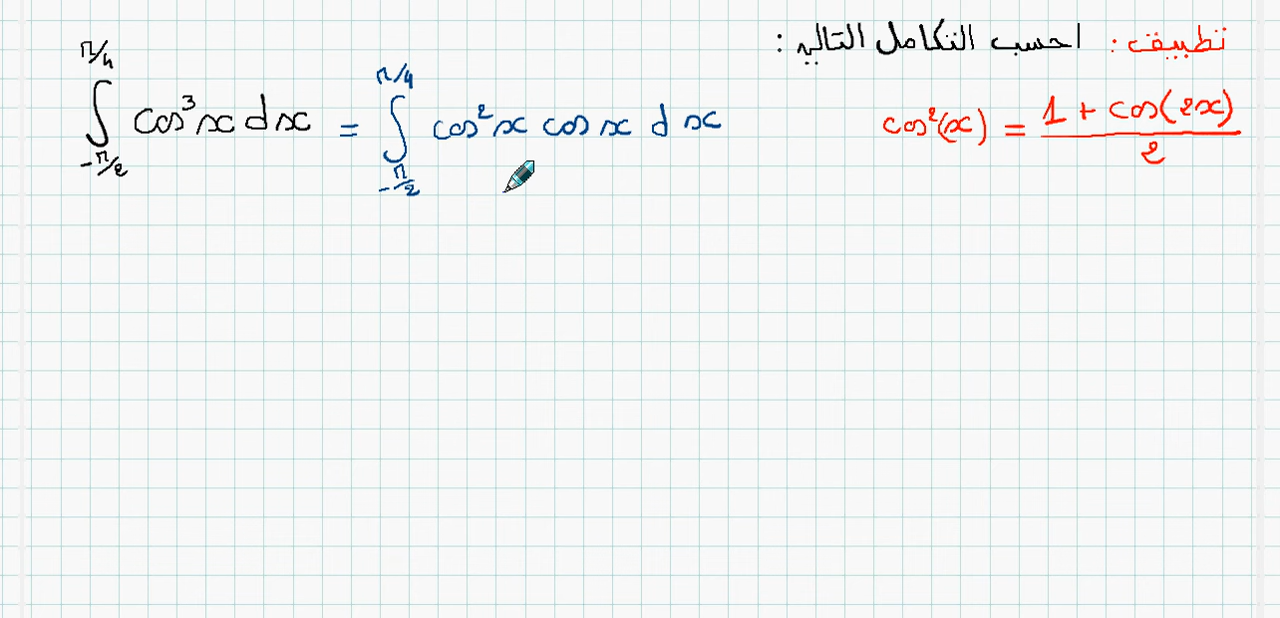 تطبيق : احسب التكامل التالي :
∫_{-π/2}^{π/4} cos³x dx = ∫_{-π/2}^{π/4} cos²x cos x dx
cos²(x) = (1 + cos(2x))/2